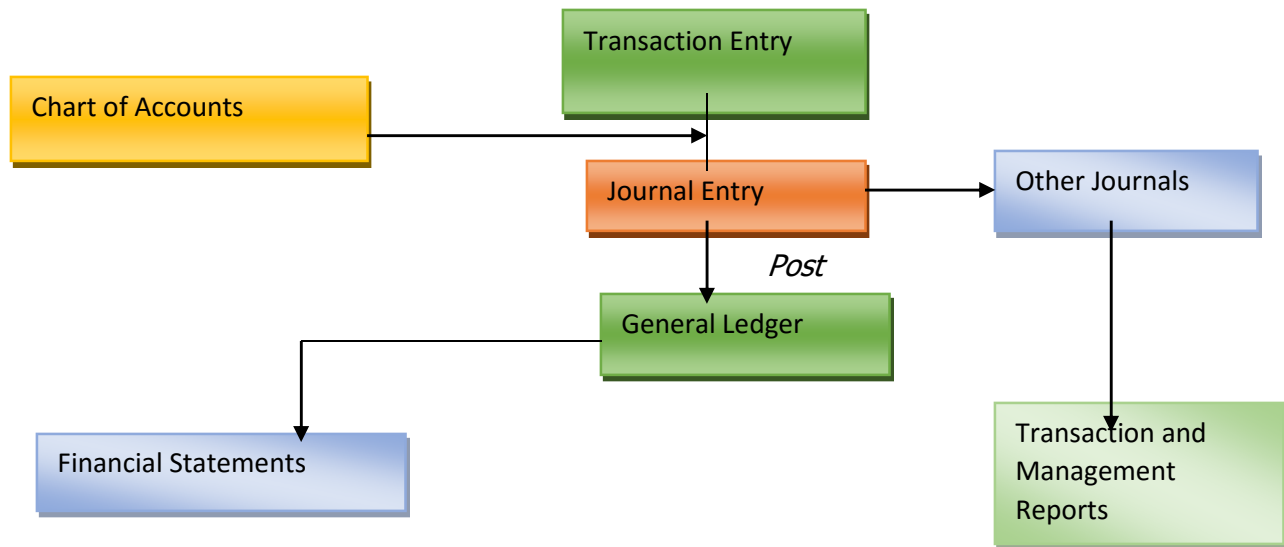 Transaction Entry
Chart of Accounts
Journal Entry
Other Journals
Post
General Ledger
Financial Statements
Transaction and
Management
Reports